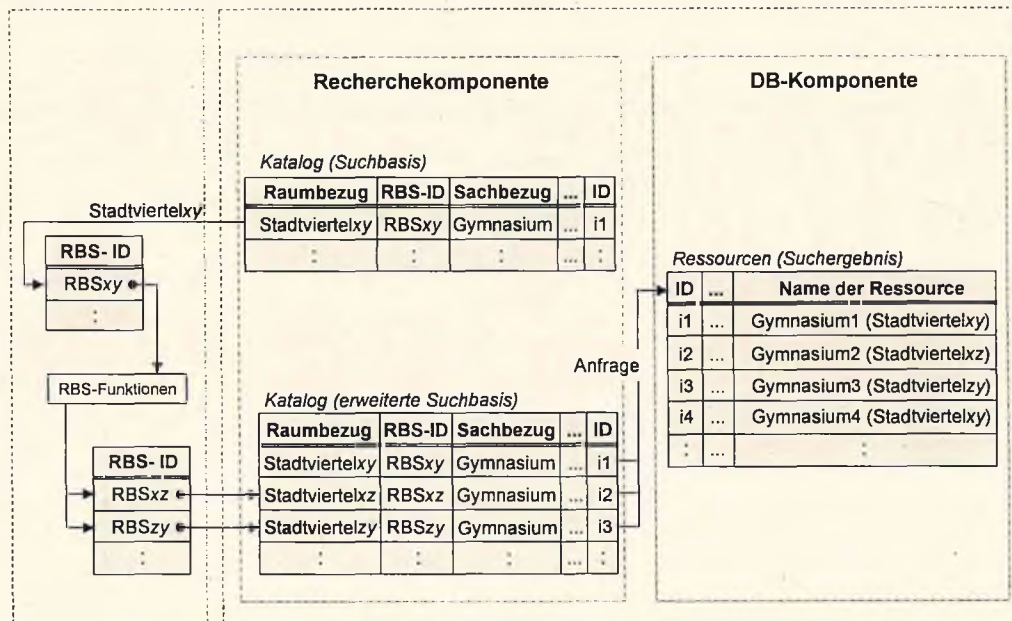 Recherchekomponente
DB-Komponente
Katalog (Suchbasis)
Raumbezug RBS-ID Sachbezug ... ID
Stadtviertelxy RBSxy Gymnasium ... i1
: : : ... :
Stadtviertelxy
RBS- ID
RBSxy
:
RBS-Funktionen
RBS- ID
RBSxz
RBSzy
:
Katalog (erweiterte Suchbasis)
Raumbezug RBS-ID Sachbezug ... ID
Stadtviertelxy RBSxy Gymnasium ... i1
Stadtviertelxz RBSxz Gymnasium ... i2
Stadtviertelzy RBSzy Gymnasium ... i3
: : : ... :
Anfrage
Ressourcen (Suchergebnis)
ID ... Name der Ressource
i1 ... Gymnasium1 (Stadtviertelxy)
i2 ... Gymnasium2 (Stadtviertelxz)
i3 ... Gymnasium3 (Stadtviertelzy)
i4 ... Gymnasium4 (Stadtviertelxy)
: ... :